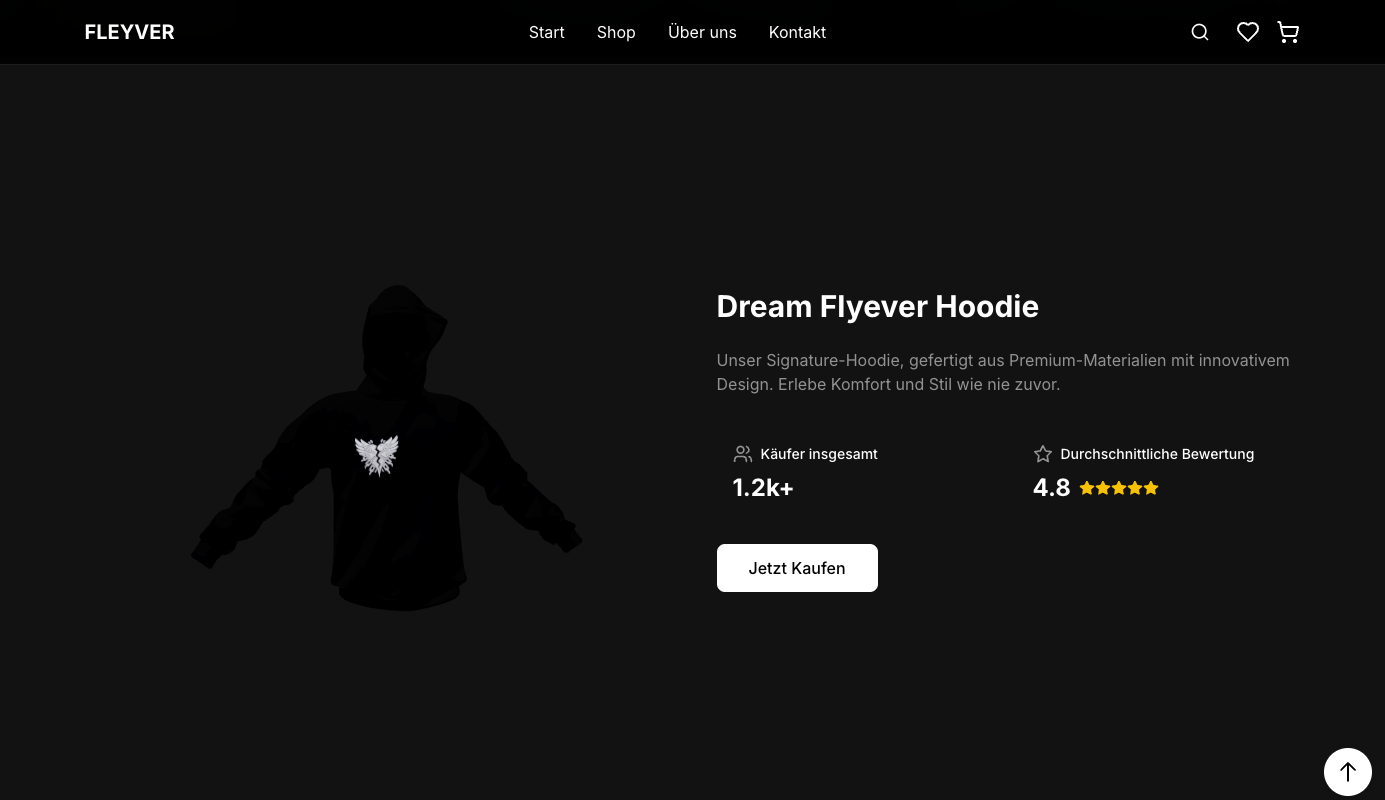 FLEYVER
Start
Shop
Über uns
Kontakt
Dream Flyever Hoodie
Unser Signature-Hoodie, gefertigt aus Premium-Materialien mit innovativem
Design. Erlebe Komfort und Stil wie nie zuvor.
Käufer insgesamt
1.2k+
Durchschnittliche Bewertung
4.8
Jetzt Kaufen